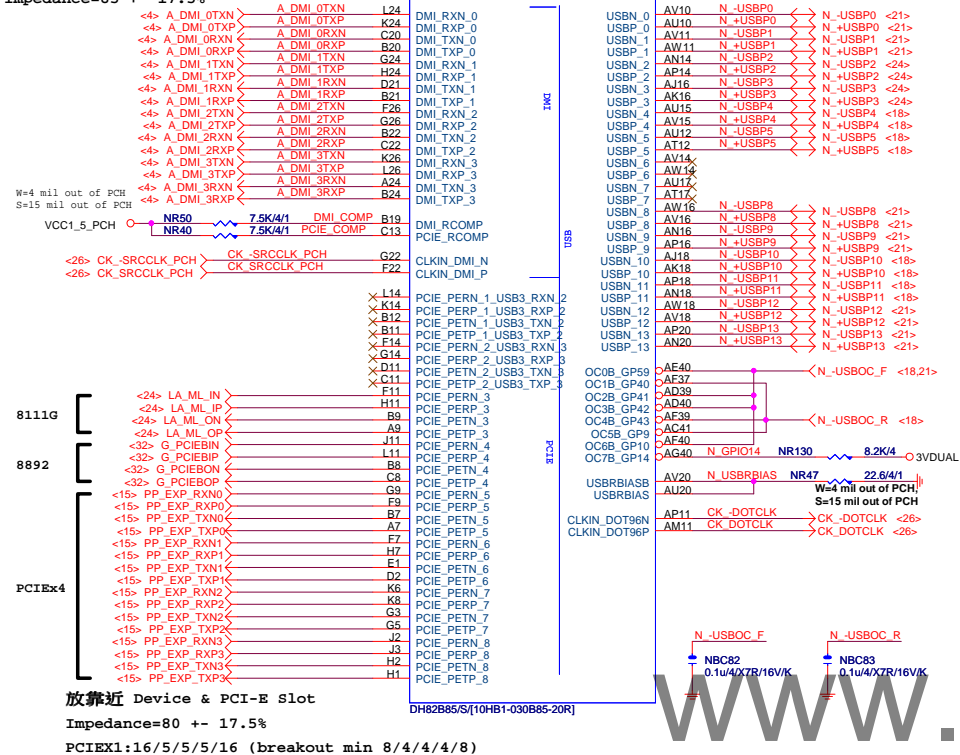 Impedance=85 + - 17.5%
<4> A_DMI_0TXN A_DMI_0TXN L24 DMI_RXN_0
<4> A_DMI_0TXP A_DMI_0TXP K24 DMI_RXP_0
<4> A_DMI_0RXN A_DMI_0RXN C20 DMI_TXN_0
<4> A_DMI_0RXP A_DMI_0RXP B20 DMI_TXP_0
<4> A_DMI_1TXN A_DMI_1TXN G24 DMI_RXN_1
<4> A_DMI_1TXP A_DMI_1TXP H24 DMI_RXP_1
<4> A_DMI_1RXN A_DMI_1RXN D21 DMI_TXN_1
<4> A_DMI_1RXP A_DMI_1RXP B21 DMI_TXP_1
<4> A_DMI_2TXN A_DMI_2TXN F26 DMI_RXN_2
<4> A_DMI_2TXP A_DMI_2TXP G26 DMI_RXP_2
<4> A_DMI_2RXN A_DMI_2RXN B22 DMI_TXN_2
<4> A_DMI_2RXP A_DMI_2RXP C22 DMI_TXP_2
<4> A_DMI_3TXN A_DMI_3TXN K26 DMI_RXN_3
<4> A_DMI_3TXP A_DMI_3TXP L26 DMI_RXP_3
<4> A_DMI_3RXN A_DMI_3RXN A24 DMI_TXN_3
<4> A_DMI_3RXP A_DMI_3RXP B24 DMI_TXP_3
DMI
W=4 mil out of PCH
S=15 mil out of PCH
VCC1_5_PCH
NR50 7.5K/4/1 DMI_COMP B19 DMI_RCOMP
NR40 7.5K/4/1 PCIE_COMP C13 PCIE_RCOMP
<26> CK_-SRCCLK_PCH CK_-SRCCLK_PCH G22 CLKIN_DMI_N
<26> CK_SRCCLK_PCH CK_SRCCLK_PCH F22 CLKIN_DMI_P
L14 PCIE_PERN_1_USB3_RXN_2
K14 PCIE_PERP_1_USB3_RXP_2
B12 PCIE_PETN_1_USB3_TXN_2
B11 PCIE_PETP_1_USB3_TXP_2
F14 PCIE_PERN_2_USB3_RXN_3
G14 PCIE_PERP_2_USB3_RXP_3
D11 PCIE_PETN_2_USB3_TXN_3
C11 PCIE_PETP_2_USB3_TXP_3
8111G
<24> LA_ML_IN F11 PCIE_PERN_3
<24> LA_ML_IP H11 PCIE_PERP_3
<24> LA_ML_ON B9 PCIE_PETN_3
<24> LA_ML_OP A9 PCIE_PETP_3
8892
<32> G_PCIEBIN J11 PCIE_PERN_4
<32> G_PCIEBIP L11 PCIE_PERP_4
<32> G_PCIEBON B8 PCIE_PETN_4
<32> G_PCIEBOP C8 PCIE_PETP_4
PCIEx4
<15> PP_EXP_RXN0 G9 PCIE_PERN_5
<15> PP_EXP_RXP0 F9 PCIE_PERP_5
<15> PP_EXP_TXN0 B7 PCIE_PETN_5
<15> PP_EXP_TXP0 A7 PCIE_PETP_5
<15> PP_EXP_RXN1 F7 PCIE_PERN_6
<15> PP_EXP_RXP1 H7 PCIE_PERP_6
<15> PP_EXP_TXN1 E1 PCIE_PETN_6
<15> PP_EXP_TXP1 D2 PCIE_PETP_6
<15> PP_EXP_RXN2 K6 PCIE_PERN_7
<15> PP_EXP_RXP2 K8 PCIE_PERP_7
<15> PP_EXP_TXN2 G3 PCIE_PETN_7
<15> PP_EXP_TXP2 G5 PCIE_PETP_7
<15> PP_EXP_RXN3 J2 PCIE_PERN_8
<15> PP_EXP_RXP3 J3 PCIE_PERP_8
<15> PP_EXP_TXN3 H2 PCIE_PETN_8
<15> PP_EXP_TXP3 H1 PCIE_PETP_8
PCIE
USB
USBN_0 AV10 N_-USBP0 N_-USBP0 <21>
USBP_0 AU10 N_+USBP0 N_+USBP0 <21>
USBN_1 AV11 N_-USBP1 N_-USBP1 <21>
USBP_1 AW11 N_+USBP1 N_+USBP1 <21>
USBN_2 AN14 N_-USBP2 N_-USBP2 <24>
USBP_2 AP14 N_+USBP2 N_+USBP2 <24>
USBN_3 AJ16 N_-USBP3 N_-USBP3 <24>
USBP_3 AK16 N_+USBP3 N_+USBP3 <24>
USBN_4 AU15 N_-USBP4 N_-USBP4 <18>
USBP_4 AV15 N_+USBP4 N_+USBP4 <18>
USBN_5 AU12 N_-USBP5 N_-USBP5 <18>
USBP_5 AT12 N_+USBP5 N_+USBP5 <18>
USBN_6 AV14
USBP_6 AW14
USBN_7 AU17
USBP_7 AT17
USBN_8 AW16 N_-USBP8 N_-USBP8 <21>
USBP_8 AV16 N_+USBP8 N_+USBP8 <21>
USBN_9 AN16 N_-USBP9 N_-USBP9 <21>
USBP_9 AP16 N_+USBP9 N_+USBP9 <21>
USBN_10 AJ18 N_-USBP10 N_-USBP10 <18>
USBP_10 AK18 N_+USBP10 N_+USBP10 <18>
USBN_11 AP18 N_-USBP11 N_-USBP11 <18>
USBP_11 AN18 N_+USBP11 N_+USBP11 <18>
USBN_12 AW18 N_-USBP12 N_-USBP12 <21>
USBP_12 AV18 N_+USBP12 N_+USBP12 <21>
USBN_13 AP20 N_-USBP13 N_-USBP13 <21>
USBP_13 AN20 N_+USBP13 N_+USBP13 <21>
OC0B_GP59 AE40 N_-USBOC_F <18,21>
OC1B_GP40 AF37
OC2B_GP41 AD39
OC3B_GP42 AD40
OC4B_GP43 AF39 N_-USBOC_R <18>
OC5B_GP9 AC41
OC6B_GP10 AF40
OC7B_GP14 AG40 N_GPIO14 NR130 8.2K/4 3VDUAL
USBRBIASB AV20 N_USBRBIAS NR47 22.6/4/1
USBRBIAS AU20
W=4 mil out of PCH,
S=15 mil out of PCH
CLKIN_DOT96N AP11 CK_-DOTCLK CK_-DOTCLK <26>
CLKIN_DOT96P AM11 CK_DOTCLK CK_DOTCLK <26>
N_-USBOC_F
NBC82
0.1u/4/X7R/16V/K
N_-USBOC_R
NBC83
0.1u/4/X7R/16V/K
DH82B85/S/[10HB1-030B85-20R]
放靠近 Device & PCI-E Slot
Impedance=80 +- 17.5%
PCIEX1:16/5/5/5/16 (breakout min 8/4/4/4/8)
www.